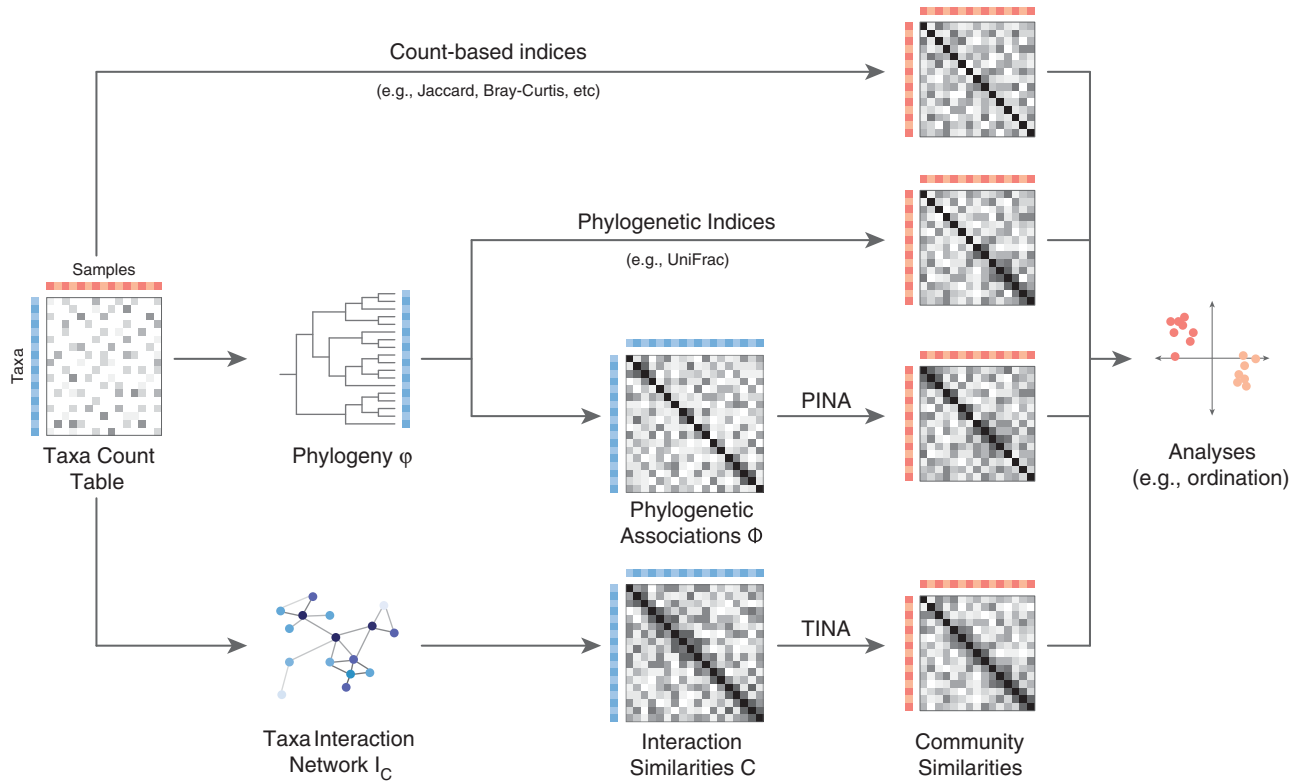 Count-based indices
(e.g., Jaccard, Bray-Curtis, etc)
Phylogenetic Indices
(e.g., UniFrac)
Samples
Taxa
Taxa Count
Table
Phylogeny φ
PINA
Phylogenetic
Associations Φ
Analyses
(e.g., ordination)
TINA
Taxa Interaction
Network I_C
Interaction
Similarities C
Community
Similarities